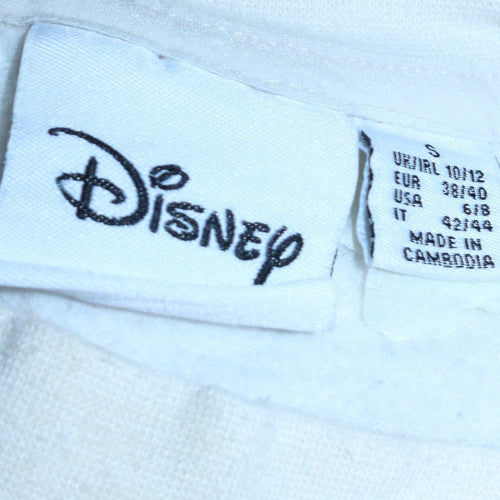 Disney
S
UK/IRL 10/12
EUR 38/40
USA 6/8
IT 42/44
MADE IN
CAMBODIA